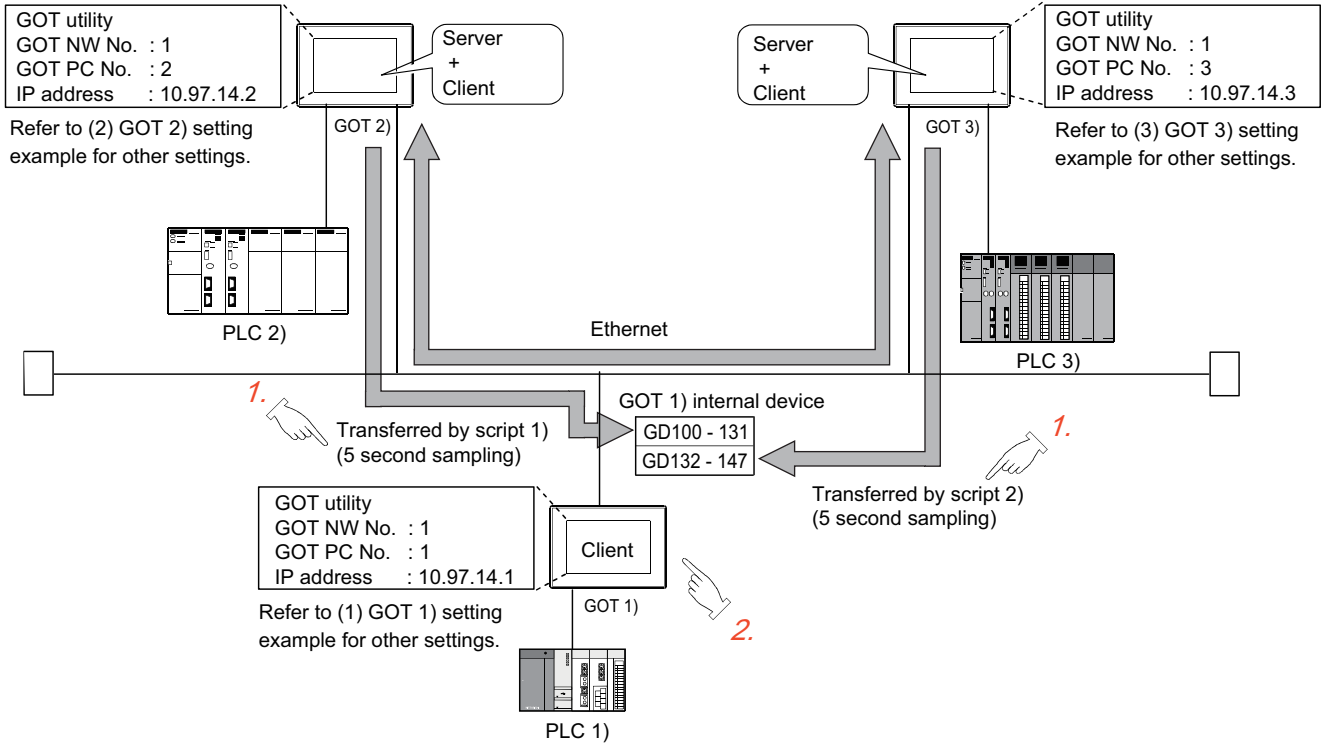 GOT utility
GOT NW No. : 1
GOT PC No. : 2
IP address : 10.97.14.2
Refer to (2) GOT 2) setting
example for other settings.
Server
+
Client
GOT 2)
Server
+
Client
GOT 3)
GOT utility
GOT NW No. : 1
GOT PC No. : 3
IP address : 10.97.14.3
Refer to (3) GOT 3) setting
example for other settings.
PLC 2)
Ethernet
PLC 3)
1.
Transferred by script 1)
(5 second sampling)
GOT 1) internal device
GD100 - 131
GD132 - 147
1.
Transferred by script 2)
(5 second sampling)
GOT utility
GOT NW No. : 1
GOT PC No. : 1
IP address : 10.97.14.1
Refer to (1) GOT 1) setting
example for other settings.
Client
GOT 1)
2.
PLC 1)